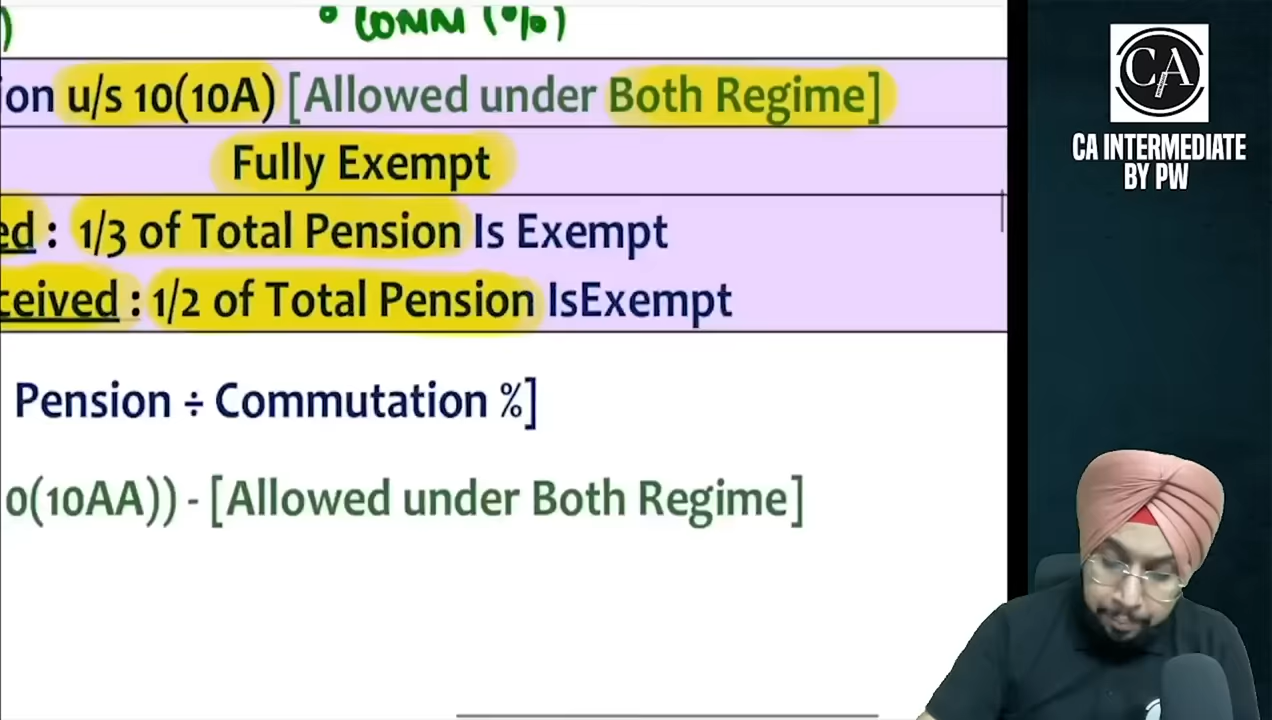 ° COMM (%)
ion u/s 10(10A) [Allowed under Both Regime]
Fully Exempt
ed : 1/3 of Total Pension Is Exempt
ceived : 1/2 of Total Pension IsExempt
Pension ÷ Commutation %]
0(10AA)) - [Allowed under Both Regime]
CA
CA INTERMEDIATE
BY PW